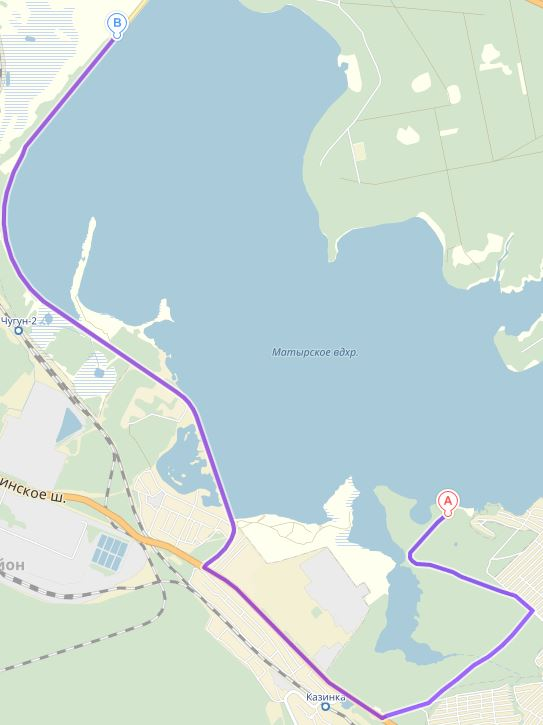 B
Чугун-2
Матырское вдхр.
инское ш.
A
йон
Казинка